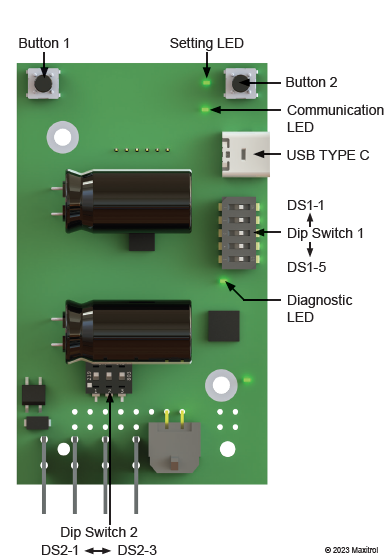 Button 1
Setting LED
Button 2
Communication
LED
USB TYPE C
DS1-1
Dip Switch 1
DS1-5
Diagnostic
LED
Dip Switch 2
DS2-1
DS2-3
© 2023 Maxitrol